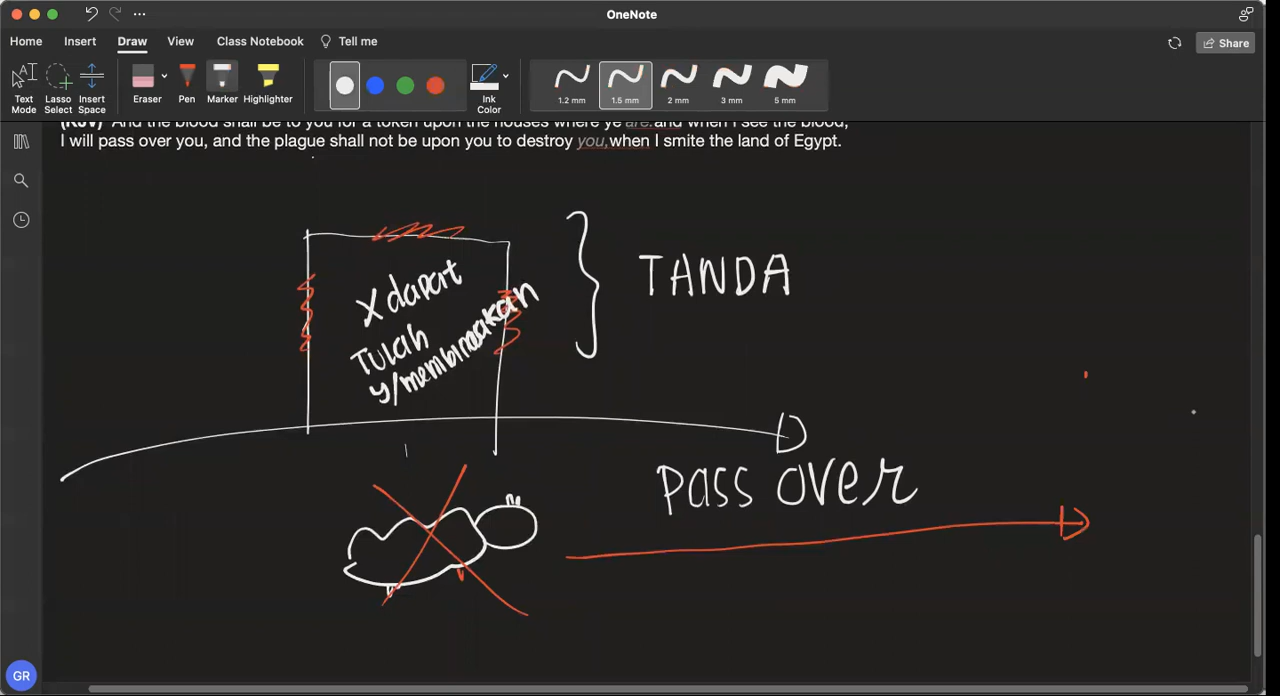 OneNote
Home Insert Draw View Class Notebook Tell me
Share
Text Mode
Lasso Select
Insert Space
Eraser
Pen
Marker
Highlighter
Ink Color
1.2 mm
1.5 mm
2 mm
3 mm
5 mm
And the blood shall be to you for a token upon the houses where ye are: and when I see the blood,
I will pass over you, and the plague shall not be upon you to destroy you, when I smite the land of Egypt.
X dapat
Tulah
y/membinasakan
TANDA
Pass over
GR